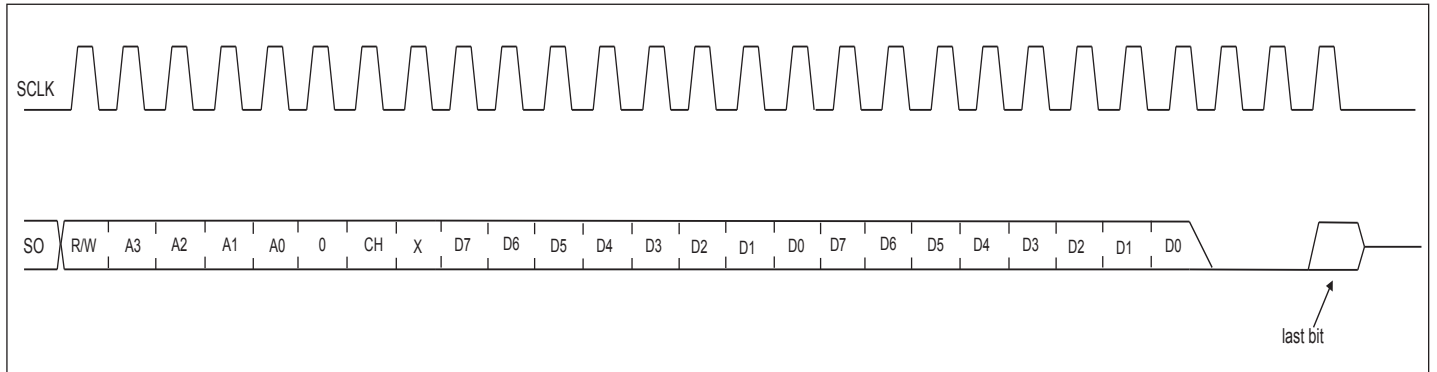 SCLK
SO R/W A3 A2 A1 A0 0 CH X D7 D6 D5 D4 D3 D2 D1 D0 D7 D6 D5 D4 D3 D2 D1 D0
last bit